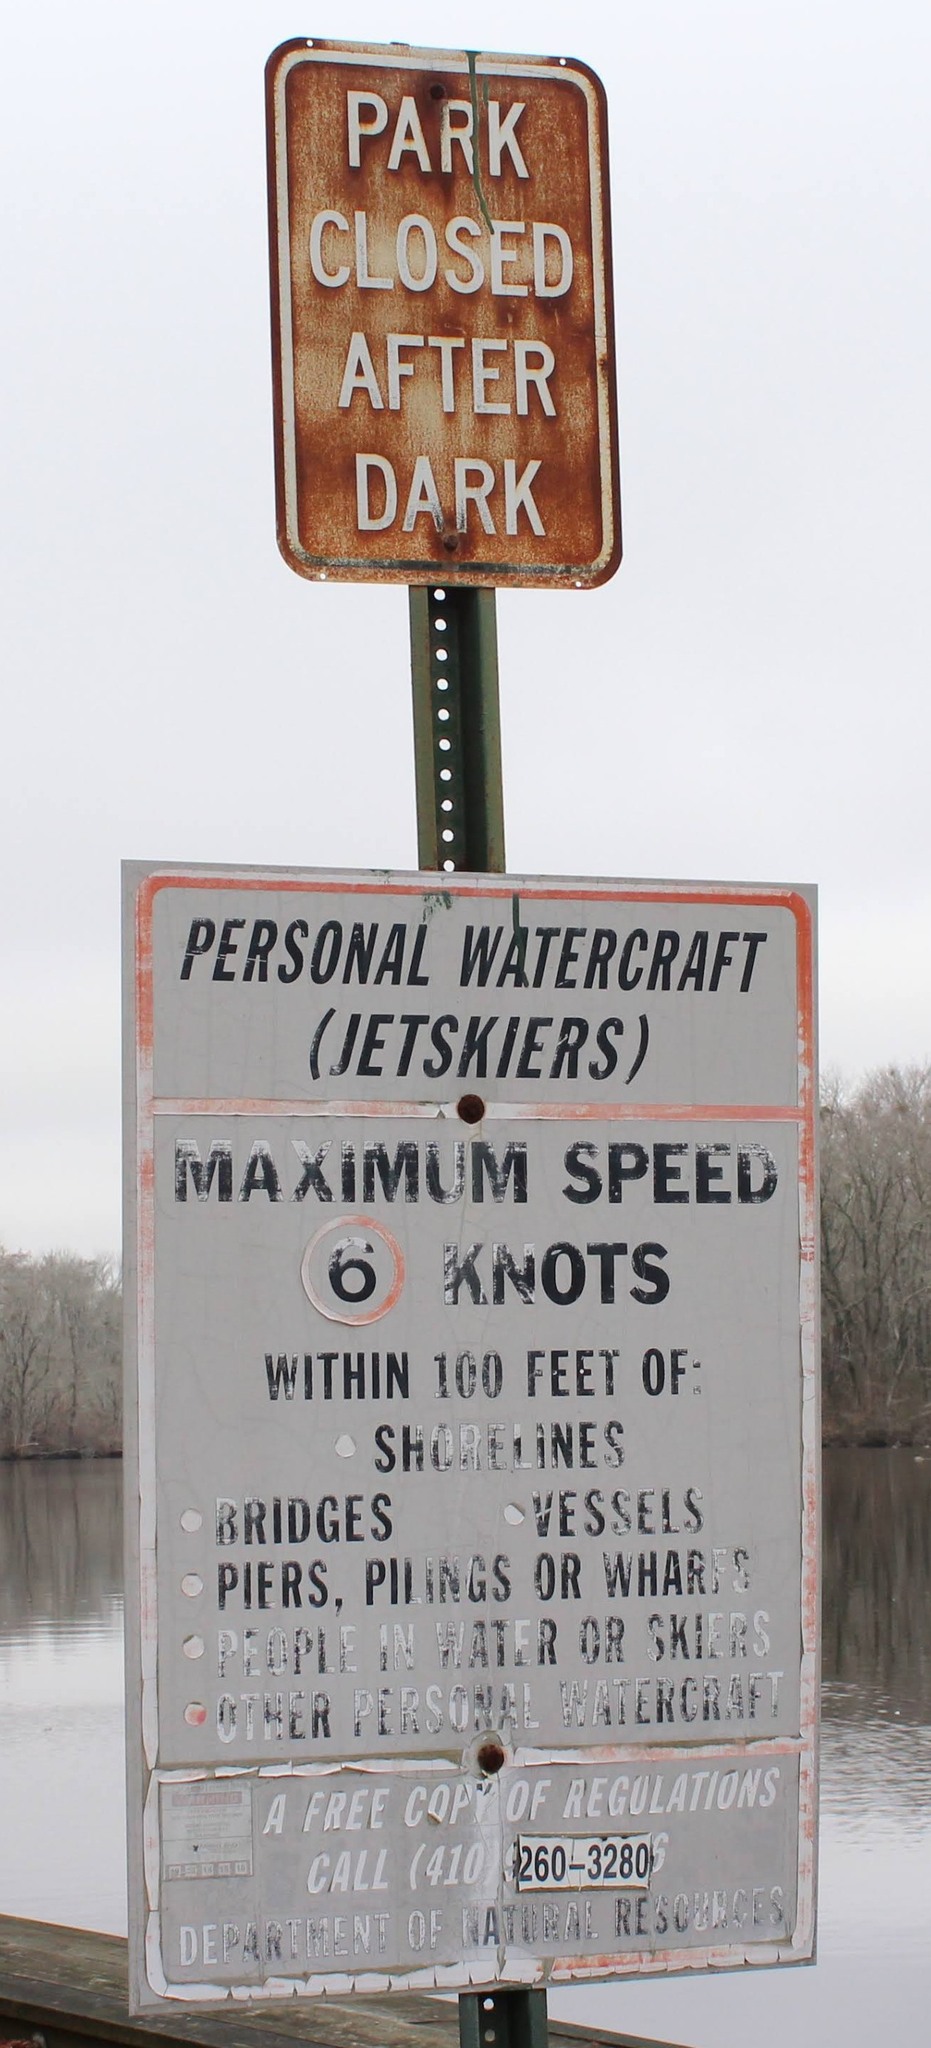 PARK
CLOSED
AFTER
DARK
PERSONAL WATERCRAFT
(JETSKIERS)
MAXIMUM SPEED
6 KNOTS
WITHIN 100 FEET OF:
• SHORELINES
• BRIDGES • VESSELS
• PIERS, PILINGS OR WHARFS
• PEOPLE IN WATER OR SKIERS
• OTHER PERSONAL WATERCRAFT
A FREE COPY OF REGULATIONS
CALL (410) 260-3280
DEPARTMENT OF NATURAL RESOURCES
WARNING